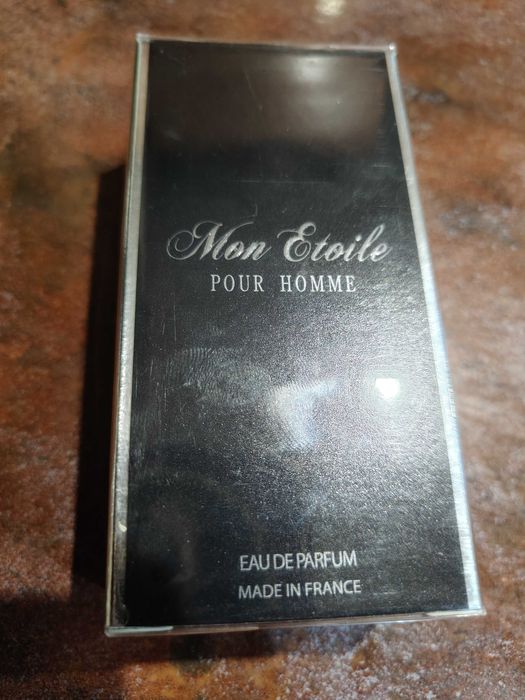 Mon Etoile
POUR HOMME
EAU DE PARFUM
MADE IN FRANCE